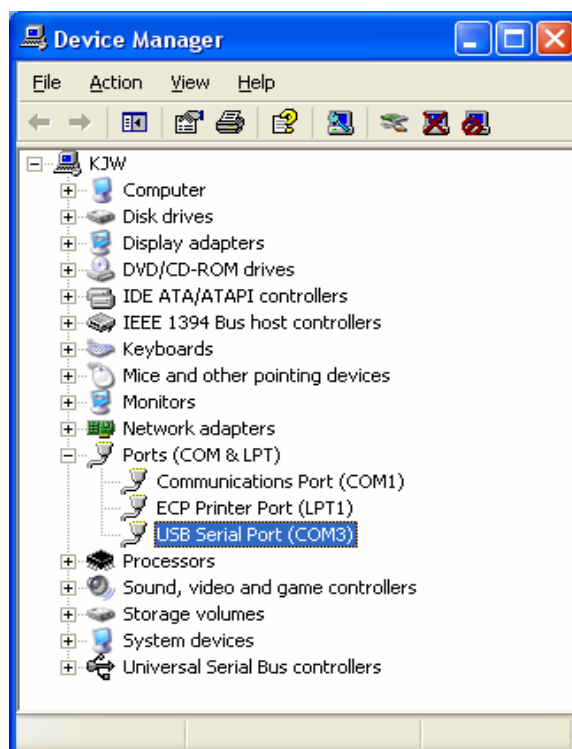 Device Manager
File Action View Help
KJW
Computer
Disk drives
Display adapters
DVD/CD-ROM drives
IDE ATA/ATAPI controllers
IEEE 1394 Bus host controllers
Keyboards
Mice and other pointing devices
Monitors
Network adapters
Ports (COM & LPT)
Communications Port (COM1)
ECP Printer Port (LPT1)
USB Serial Port (COM3)
Processors
Sound, video and game controllers
Storage volumes
System devices
Universal Serial Bus controllers